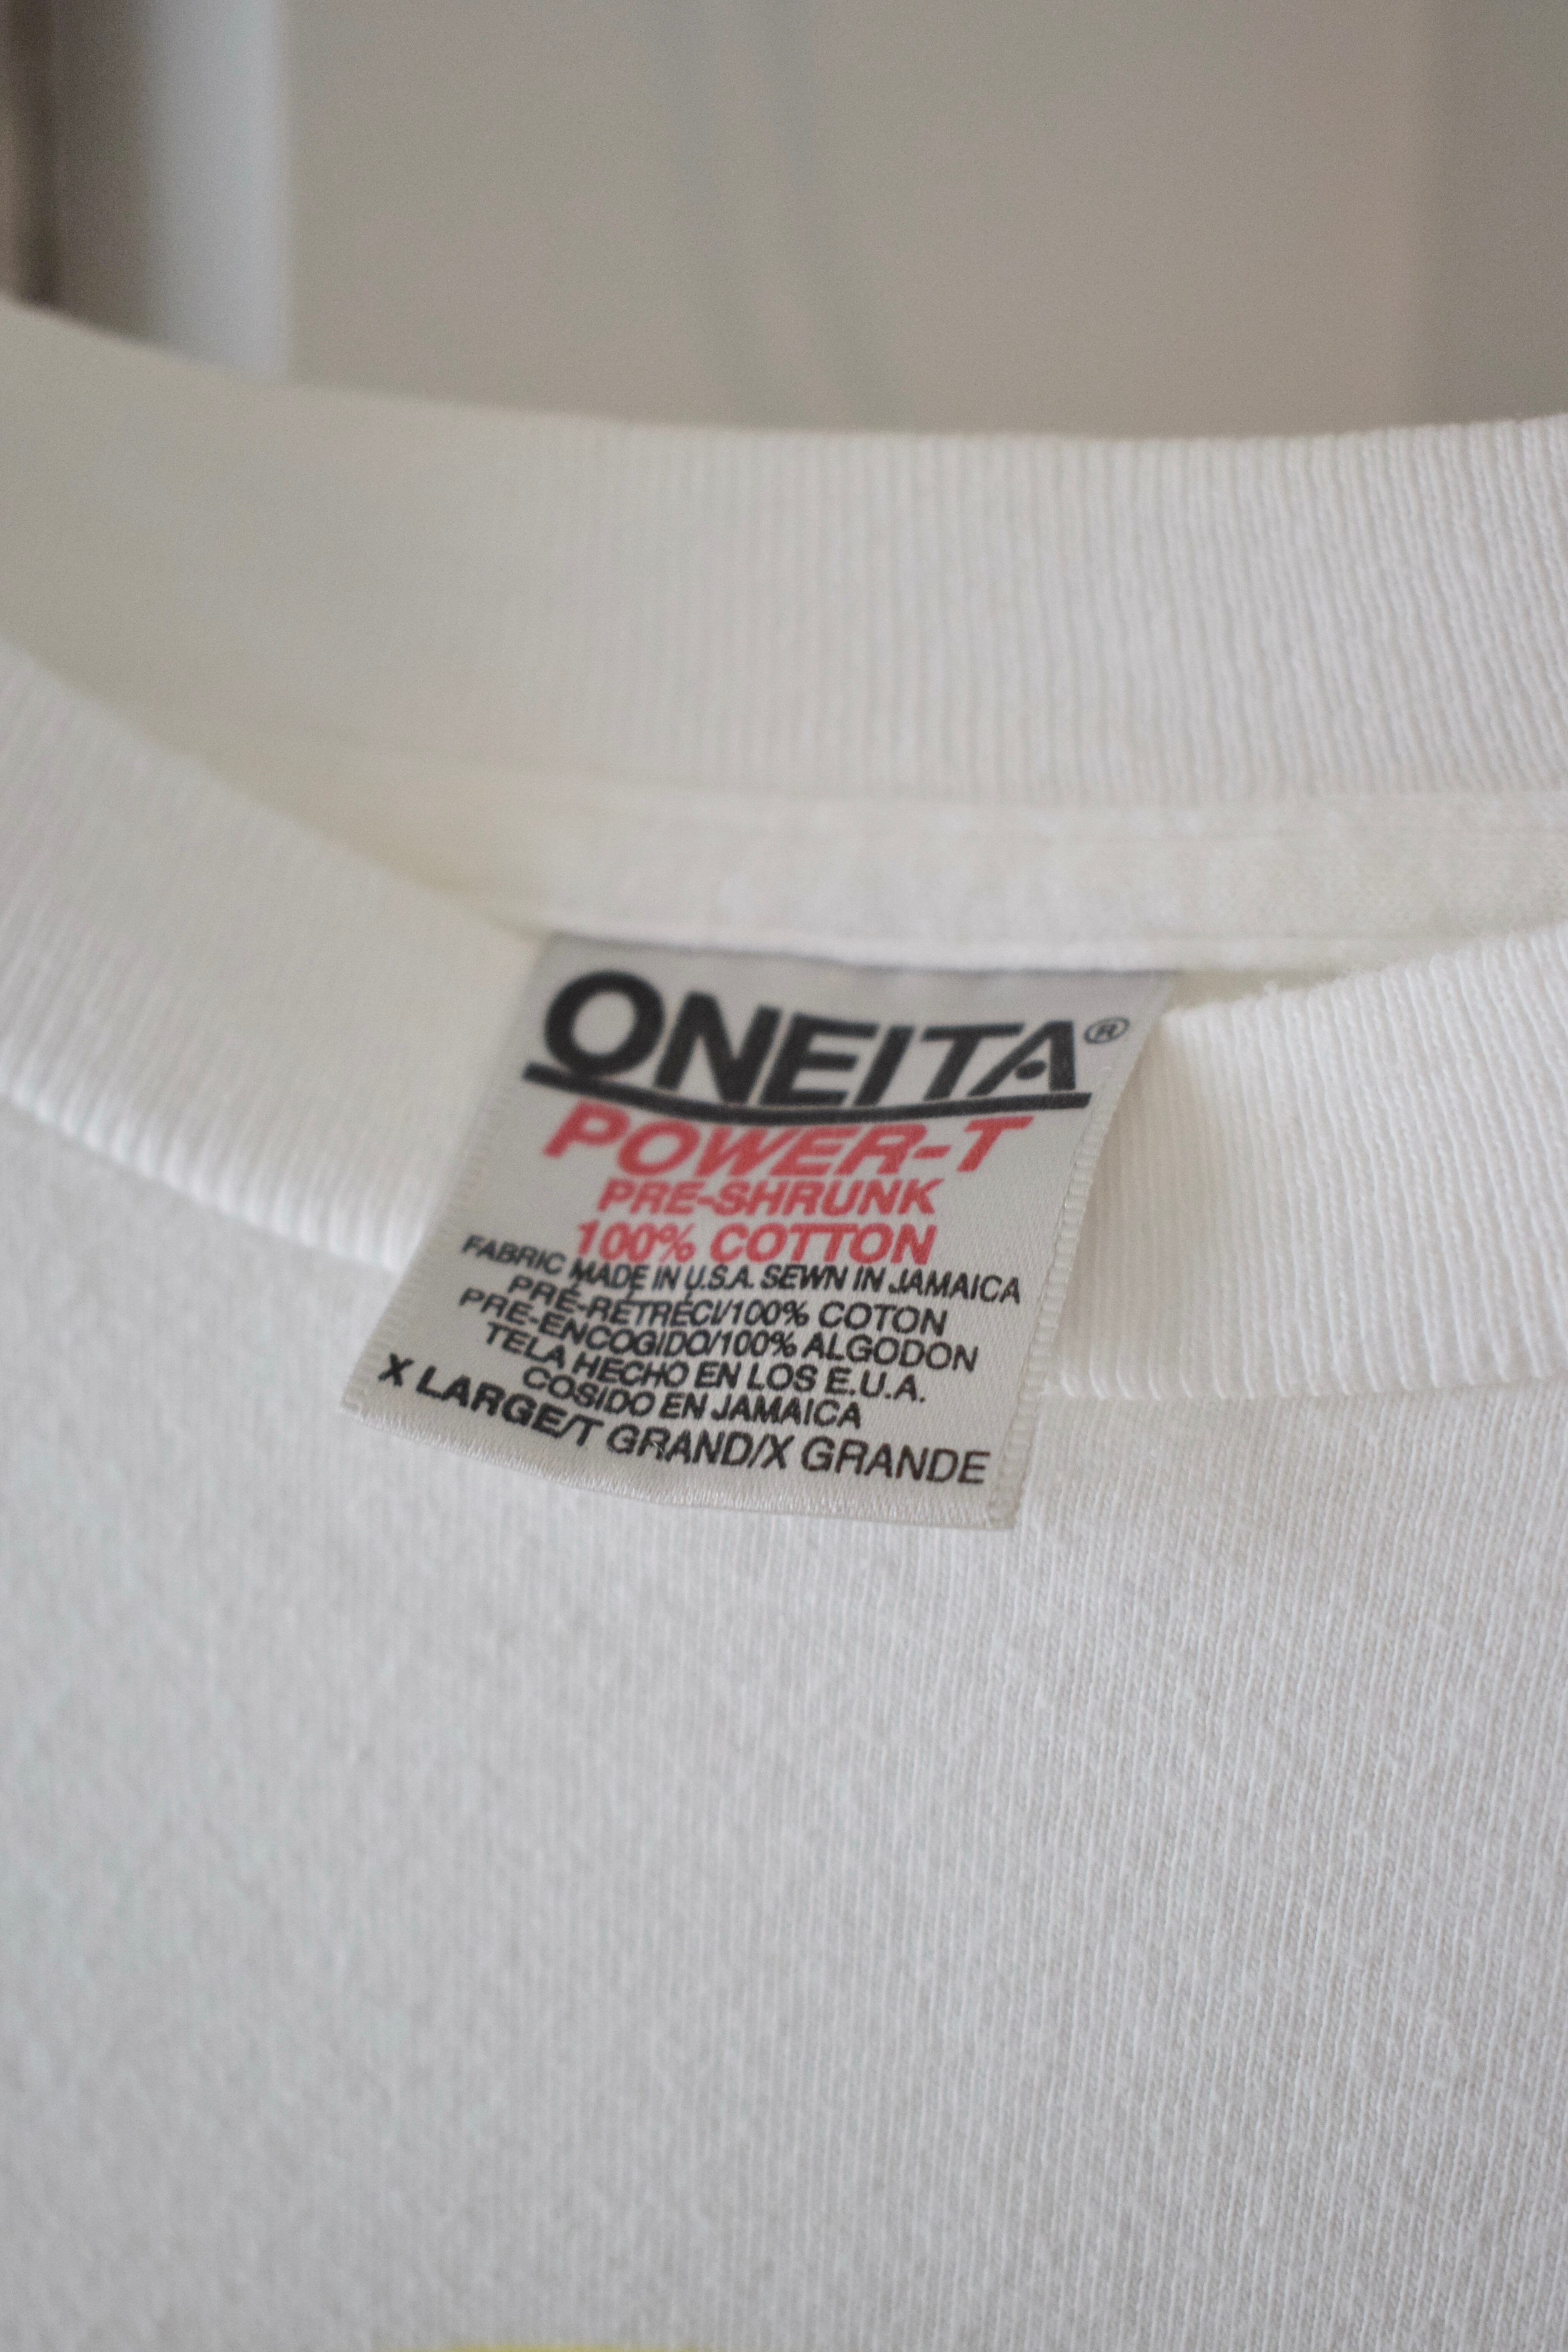 ONEITA®
POWER-T
PRE-SHRUNK
100% COTTON
FABRIC MADE IN U.S.A. SEWN IN JAMAICA
PRÉ-RÉTRÉCI/100% COTON
PRE-ENCOGIDO/100% ALGODON
TELA HECHO EN LOS E.U.A.
COSIDO EN JAMAICA
X LARGE/T GRAND/X GRANDE